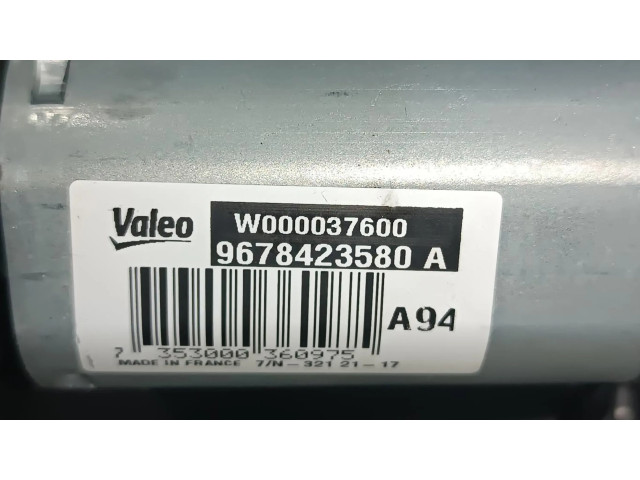 Valeo
W000037600
9678423580 A
A94
7 353000 360975
MADE IN FRANCE 7/N - 321 21 - 17